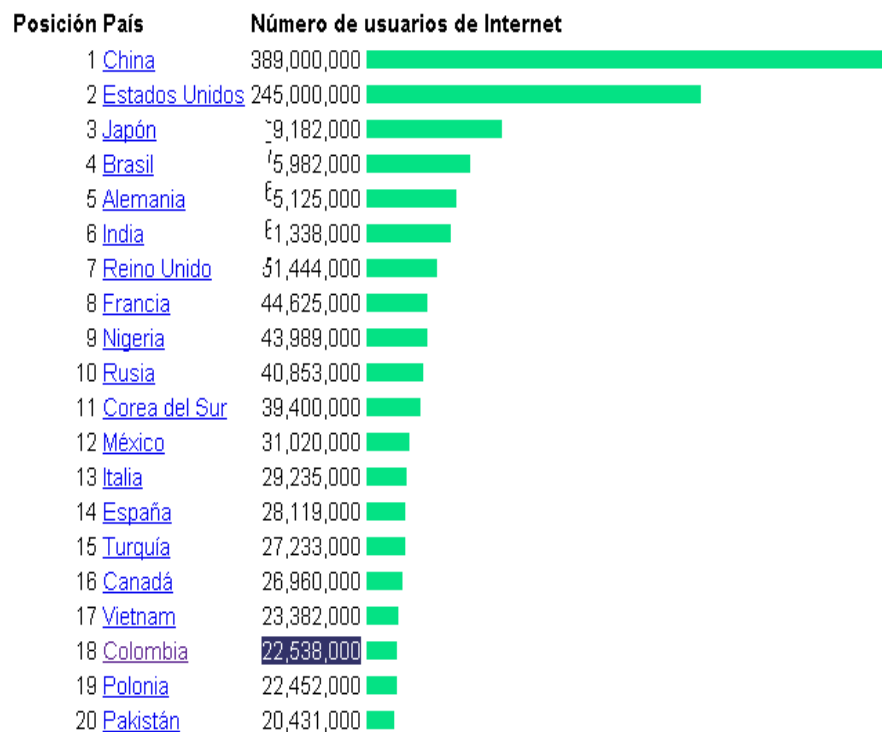 Posición País Número de usuarios de Internet
1 China 389,000,000
2 Estados Unidos 245,000,000
3 Japón
4 Brasil
5 Alemania
6 India
7 Reino Unido 51,444,000
8 Francia 44,625,000
9 Nigeria 43,989,000
10 Rusia 40,853,000
11 Corea del Sur 39,400,000
12 México 31,020,000
13 Italia 29,235,000
14 España 28,119,000
15 Turquía 27,233,000
16 Canadá 26,960,000
17 Vietnam 23,382,000
18 Colombia 22,538,000
19 Polonia 22,452,000
20 Pakistán 20,431,000